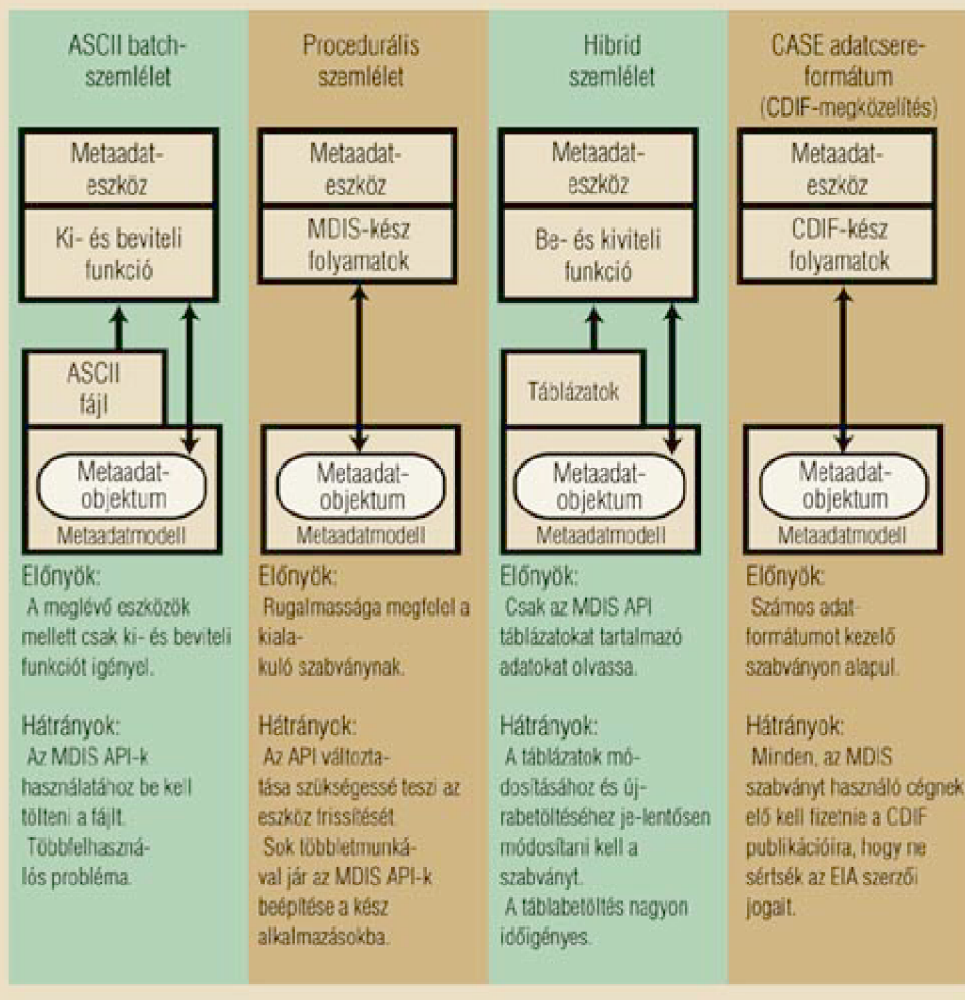 ASCII batch-
szemlélet
Metaadat-
eszköz
Ki- és beviteli
funkció
ASCII
fájl
Metaadat-
objektum
Metaadatmodell
Előnyök:
A meglévő eszközök
mellett csak ki- és beviteli
funkciót igényel.
Hátrányok:
Az MDIS API-k
használatához be kell
tölteni a fájlt.
Többfelhaszná-
lós probléma.
Procedurális
szemlélet
Metaadat-
eszköz
MDIS-kész
folyamatok
Metaadat-
objektum
Metaadatmodell
Előnyök:
Rugalmassága megfelel a
kiala-
kuló szabványnak.
Hátrányok:
Az API változta-
tása szükségessé teszi az
eszköz frissítését
Sok többletmunká-
val jár az MDIS API-k
beépítése a kész
alkalmazásokba.
Hibrid
szemlélet
Metaadat-
eszköz
Be- és kiviteli
funkció
Táblázatok
Metaadat-
objektum
Metaadatmodell
Előnyök:
Csak az MDIS API
táblázatokat tartalmazó
adatokat olvassa.
Hátrányok:
A táblázatok mó-
dosításához és új-
rabetöltéséhez je-lentősen
módosítani kell a
szabványt.
A táblabetöltés nagyon
időigényes.
CASE adatcsere-
formátum
(CDIF-megközelítés)
Metaadat-
eszköz
CDIF-kész
folyamatok
Metaadat-
objektum
Metaadatmodell
Előnyök:
Számos adat-
formátumot kezelő
szabványon alapul.
Hátrányok:
Minden, az MDIS
szabványt használó cégnek
elő kell fizetnie a CDIF
publikációira, hogy ne
sértsék az EIA szerzői
jogait.